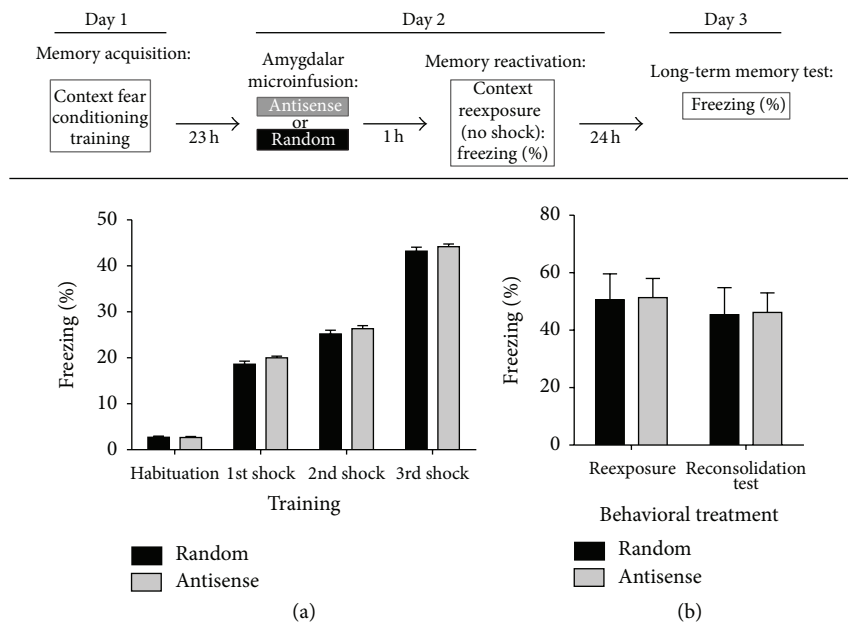 Day 1
Day 2
Day 3
Memory acquisition:
Context fear
conditioning
training
23 h
Amygdalar
microinfusion:
Antisense
or
Random
1 h
Memory reactivation:
Context
reexposure
(no shock):
freezing (%)
24 h
Long-term memory test:
Freezing (%)
Freezing (%)
50
40
30
20
10
0
Habituation 1st shock 2nd shock 3rd shock
Training
Random
Antisense
(a)
Freezing (%)
80
60
40
20
0
Reexposure Reconsolidation
test
Behavioral treatment
Random
Antisense
(b)